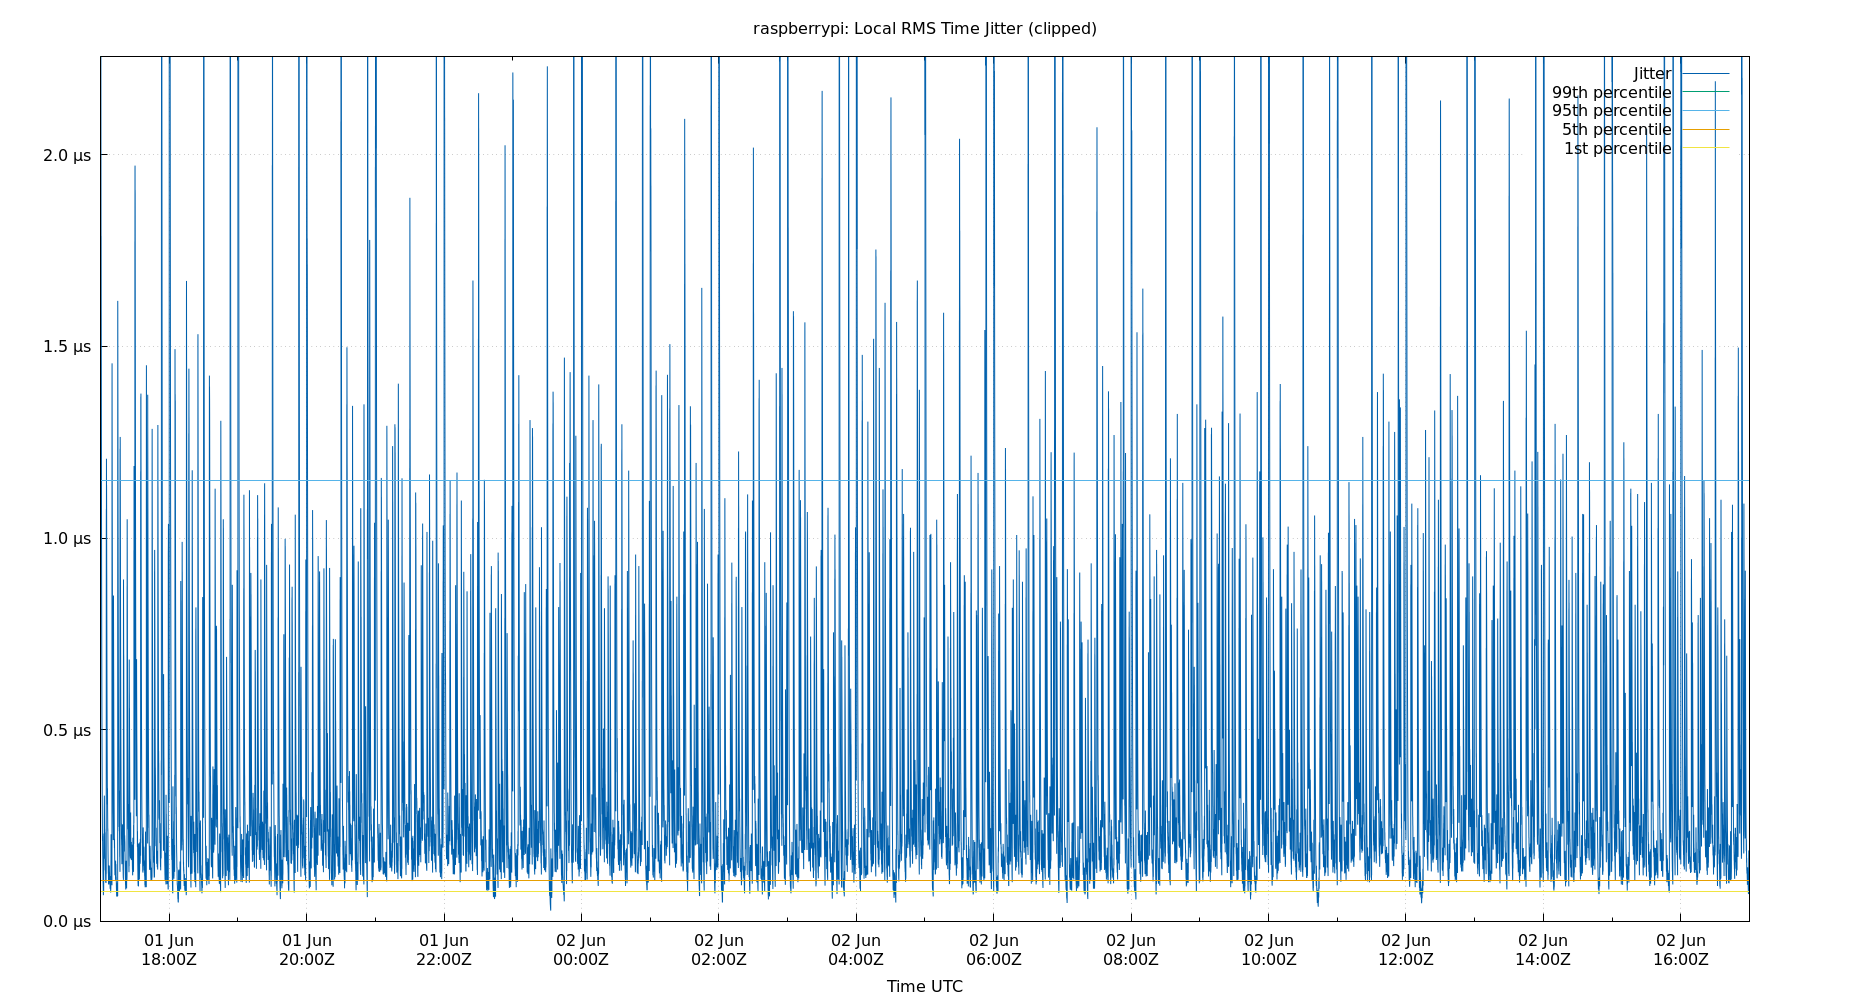 raspberrypi: Local RMS Time Jitter (clipped)
Jitter
99th percentile
95th percentile
5th percentile
1st percentile
2.0 µs
1.5 µs
1.0 µs
0.5 µs
0.0 µs
01 Jun 01 Jun 01 Jun 02 Jun 02 Jun 02 Jun 02 Jun 02 Jun 02 Jun 02 Jun 02 Jun 02 Jun
18:00Z 20:00Z 22:00Z 00:00Z 02:00Z 04:00Z 06:00Z 08:00Z 10:00Z 12:00Z 14:00Z 16:00Z
Time UTC